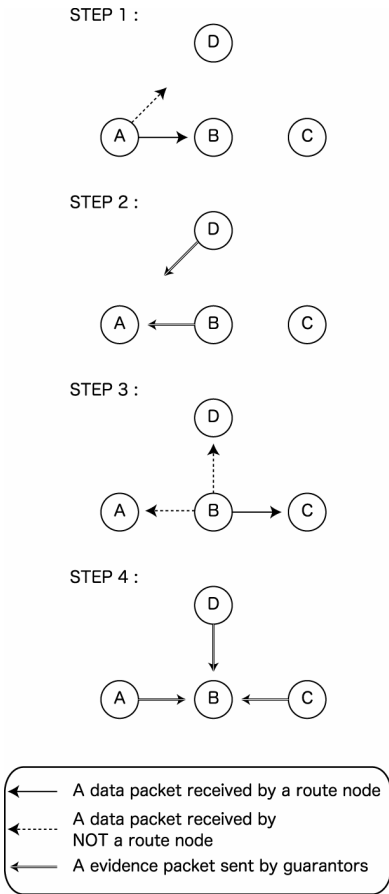 STEP 1 :
D
A
B
C
STEP 2 :
D
A
B
C
STEP 3 :
D
A
B
C
STEP 4 :
D
A
B
C
A data packet received by a route node
A data packet received by
NOT a route node
A evidence packet sent by guarantors